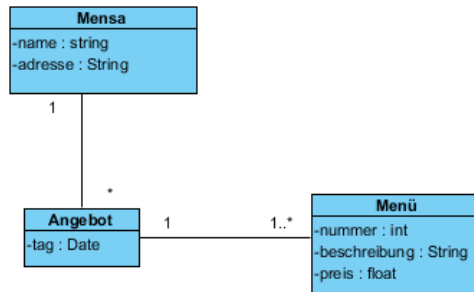 Mensa
-name : string
-adresse : String
1
*
Angebot
-tag : Date
1
1..*
Menü
-nummer : int
-beschreibung : String
-preis : float